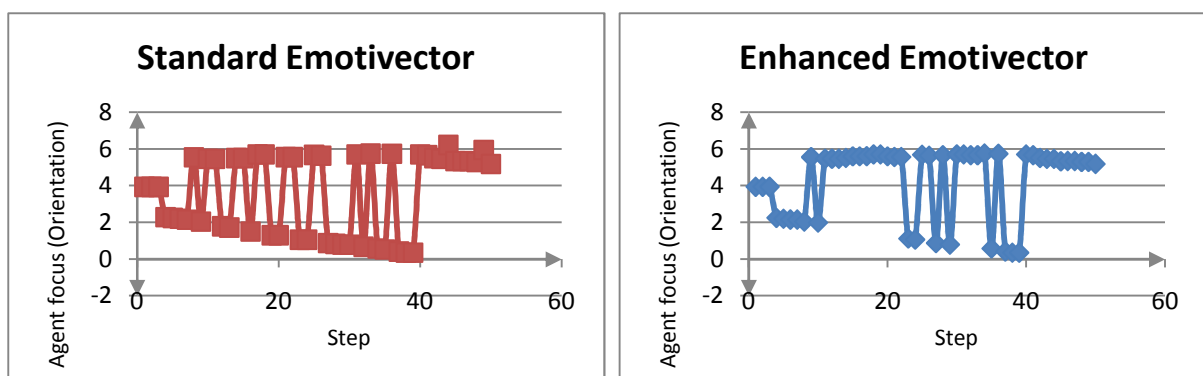 Standard Emotivector
Agent focus (Orientation)
8
6
4
2
0
-2
0 20 40 60
Step
Enhanced Emotivector
Agent focus (Orientation)
8
6
4
2
0
-2
0 20 40 60
Step